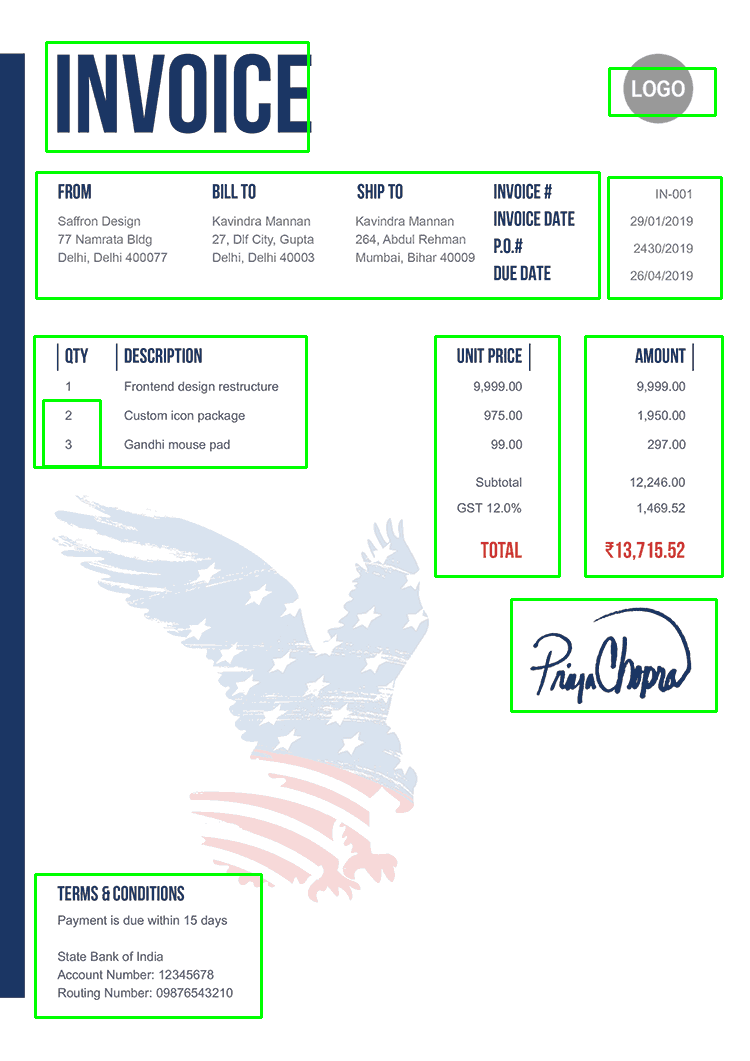 INVOICE
LOGO
FROM BILL TO SHIP TO INVOICE # IN-001
Saffron Design Kavindra Mannan Kavindra Mannan INVOICE DATE 29/01/2019
77 Namrata Bldg 27, Dlf City, Gupta 264, Abdul Rehman P.O.# 2430/2019
Delhi, Delhi 400077 Delhi, Delhi 40003 Mumbai, Bihar 40009 DUE DATE 26/04/2019
QTY DESCRIPTION UNIT PRICE AMOUNT
1 Frontend design restructure 9,999.00 9,999.00
2 Custom icon package 975.00 1,950.00
3 Gandhi mouse pad 99.00 297.00
Subtotal 12,246.00
GST 12.0% 1,469.52
TOTAL ₹13,715.52
Priya Chopra
TERMS & CONDITIONS
Payment is due within 15 days
State Bank of India
Account Number: 12345678
Routing Number: 09876543210